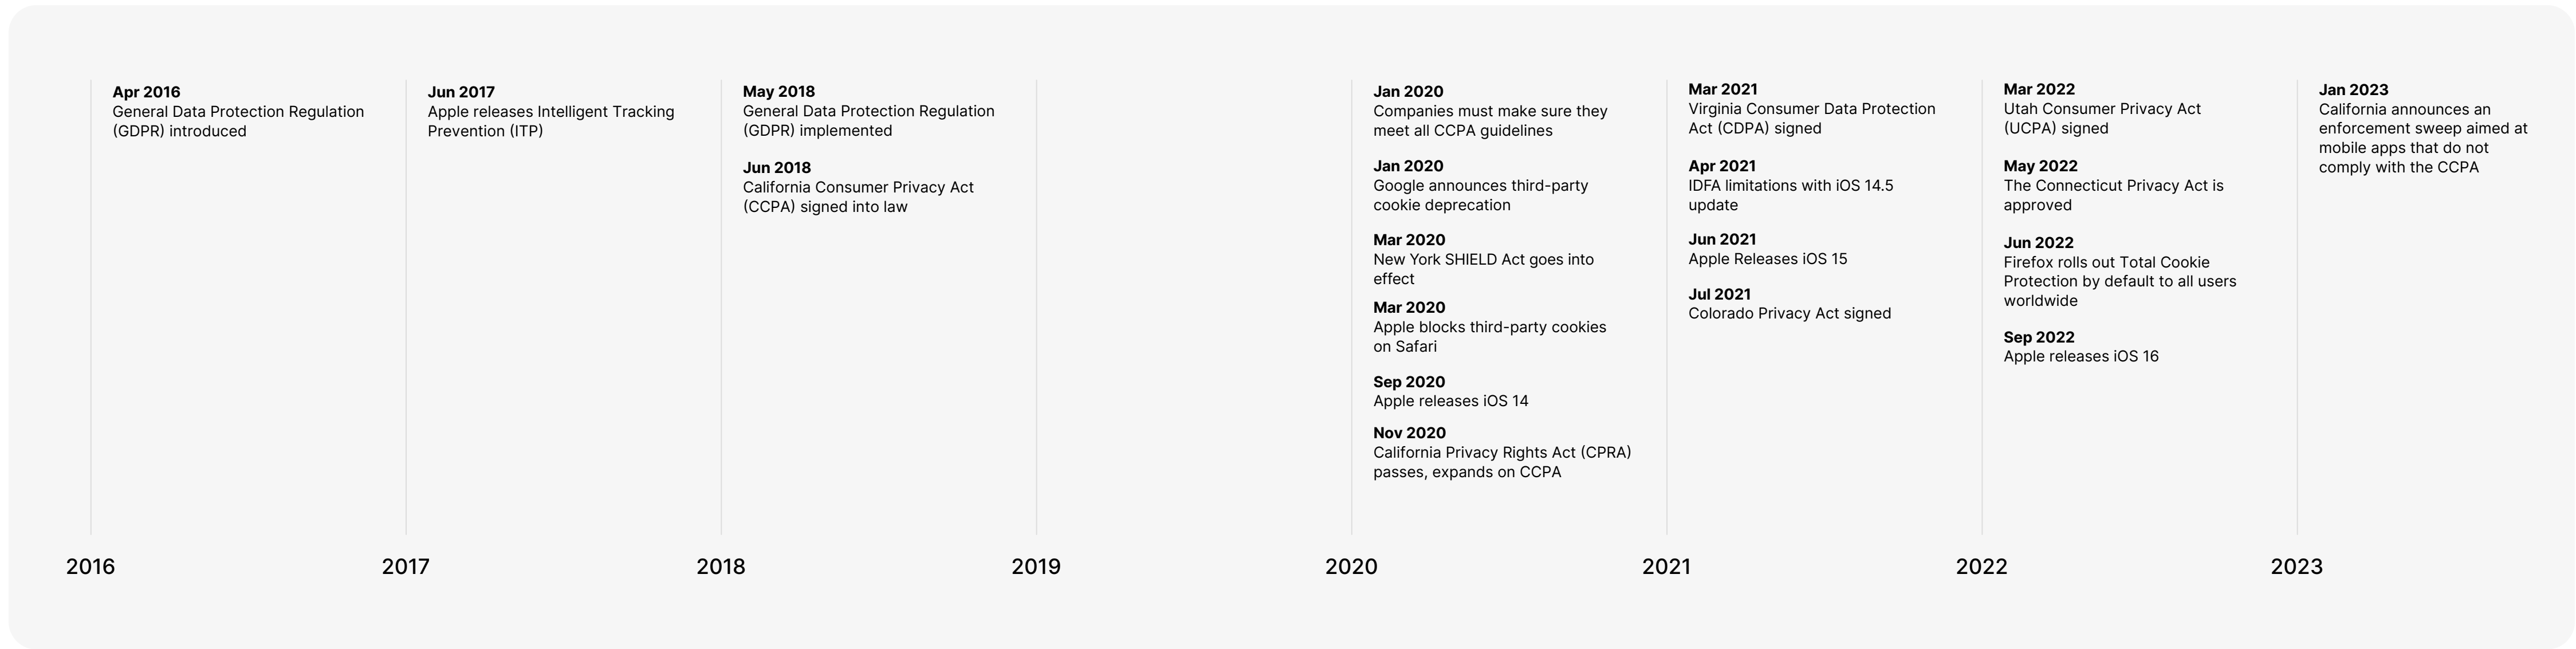 Apr 2016
General Data Protection Regulation
(GDPR) introduced
Jun 2017
Apple releases Intelligent Tracking
Prevention (ITP)
May 2018
General Data Protection Regulation
(GDPR) implemented
Jun 2018
California Consumer Privacy Act
(CCPA) signed into law
Jan 2020
Companies must make sure they
meet all CCPA guidelines
Jan 2020
Google announces third-party
cookie deprecation
Mar 2020
New York SHIELD Act goes into
effect
Mar 2020
Apple blocks third-party cookies
on Safari
Sep 2020
Apple releases iOS 14
Nov 2020
California Privacy Rights Act (CPRA)
passes, expands on CCPA
Mar 2021
Virginia Consumer Data Protection
Act (CDPA) signed
Apr 2021
IDFA limitations with iOS 14.5
update
Jun 2021
Apple Releases iOS 15
Jul 2021
Colorado Privacy Act signed
Mar 2022
Utah Consumer Privacy Act
(UCPA) signed
May 2022
The Connecticut Privacy Act is
approved
Jun 2022
Firefox rolls out Total Cookie
Protection by default to all users
worldwide
Sep 2022
Apple releases iOS 16
Jan 2023
California announces an
enforcement sweep aimed at
mobile apps that do not
comply with the CCPA
2016
2017
2018
2019
2020
2021
2022
2023